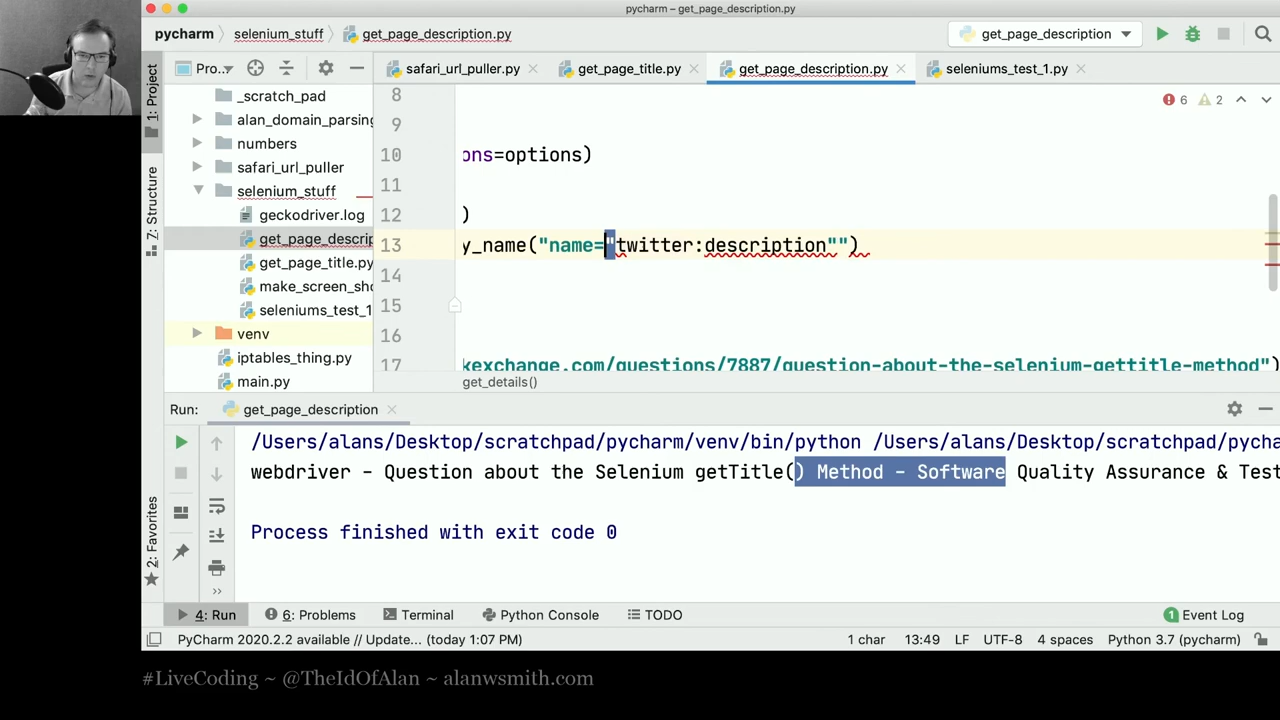 pycharm – get_page_description.py
pycharm selenium_stuff get_page_description.py get_page_description
1: Project
Pro... safari_url_puller.py get_page_title.py get_page_description.py seleniums_test_1.py
_scratch_pad
alan_domain_parsing
numbers
safari_url_puller
selenium_stuff
geckodriver.log
get_page_descrip
get_page_title.py
make_screen_sho
seleniums_test_1
venv
iptables_thing.py
main.py
7: Structure
6 2
8
9
10 ons=options)
11
12 )
13 y_name("name="twitter:description"")
14
15
16
17 kexchange.com/questions/7887/question-about-the-selenium-gettitle-method")
get_details()
Run: get_page_description
/Users/alans/Desktop/scratchpad/pycharm/venv/bin/python /Users/alans/Desktop/scratchpad/pycha
webdriver - Question about the Selenium getTitle() Method - Software Quality Assurance & Test
Process finished with exit code 0
2: Favorites
>>
4: Run 6: Problems Terminal Python Console TODO 1 Event Log
PyCharm 2020.2.2 available // Update... (today 1:07 PM) 1 char 13:49 LF UTF-8 4 spaces Python 3.7 (pycharm)
#LiveCoding ~ @TheIdOfAlan ~ alanwsmith.com